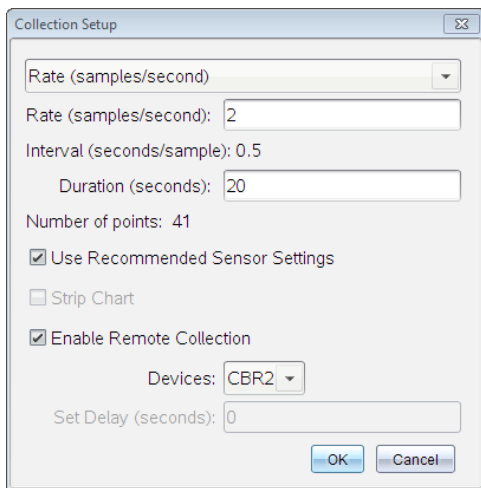 Collection Setup
Rate (samples/second)
Rate (samples/second): 2
Interval (seconds/sample): 0.5
Duration (seconds): 20
Number of points: 41
Use Recommended Sensor Settings
Strip Chart
Enable Remote Collection
Devices: CBR2
Set Delay (seconds): 0
OK Cancel